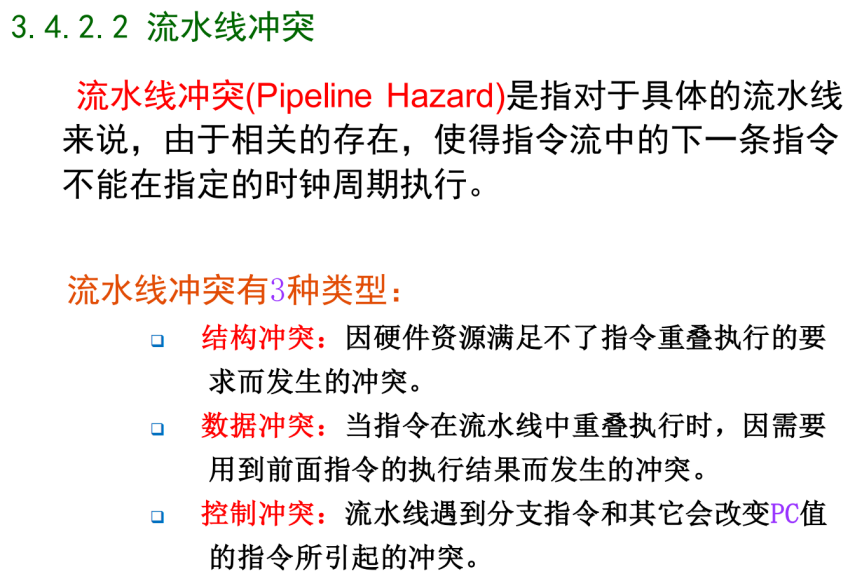 3.4.2.2 流水线冲突
流水线冲突(Pipeline Hazard)是指对于具体的流水线
来说，由于相关的存在，使得指令流中的下一条指令
不能在指定的时钟周期执行。
流水线冲突有3种类型：
结构冲突：因硬件资源满足不了指令重叠执行的要
求而发生的冲突。
数据冲突：当指令在流水线中重叠执行时，因需要
用到前面指令的执行结果而发生的冲突。
控制冲突：流水线遇到分支指令和其它会改变PC值
的指令所引起的冲突。